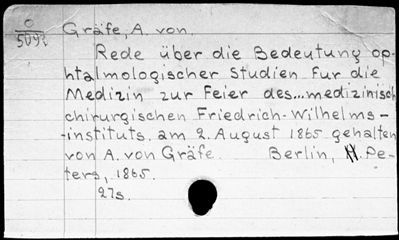 O
5092
Gräfe, A. von.
Rede über die Bedeutung op-
htalmologischer Studien für die
Medizin zur Feier des...medizinisch
chirurgischen Friedrich-Wilhelms-
-instituts. am 2. August 1865 gehalten
von A. von Gräfe. Berlin, H. Pe-
ters, 1865.
27s.